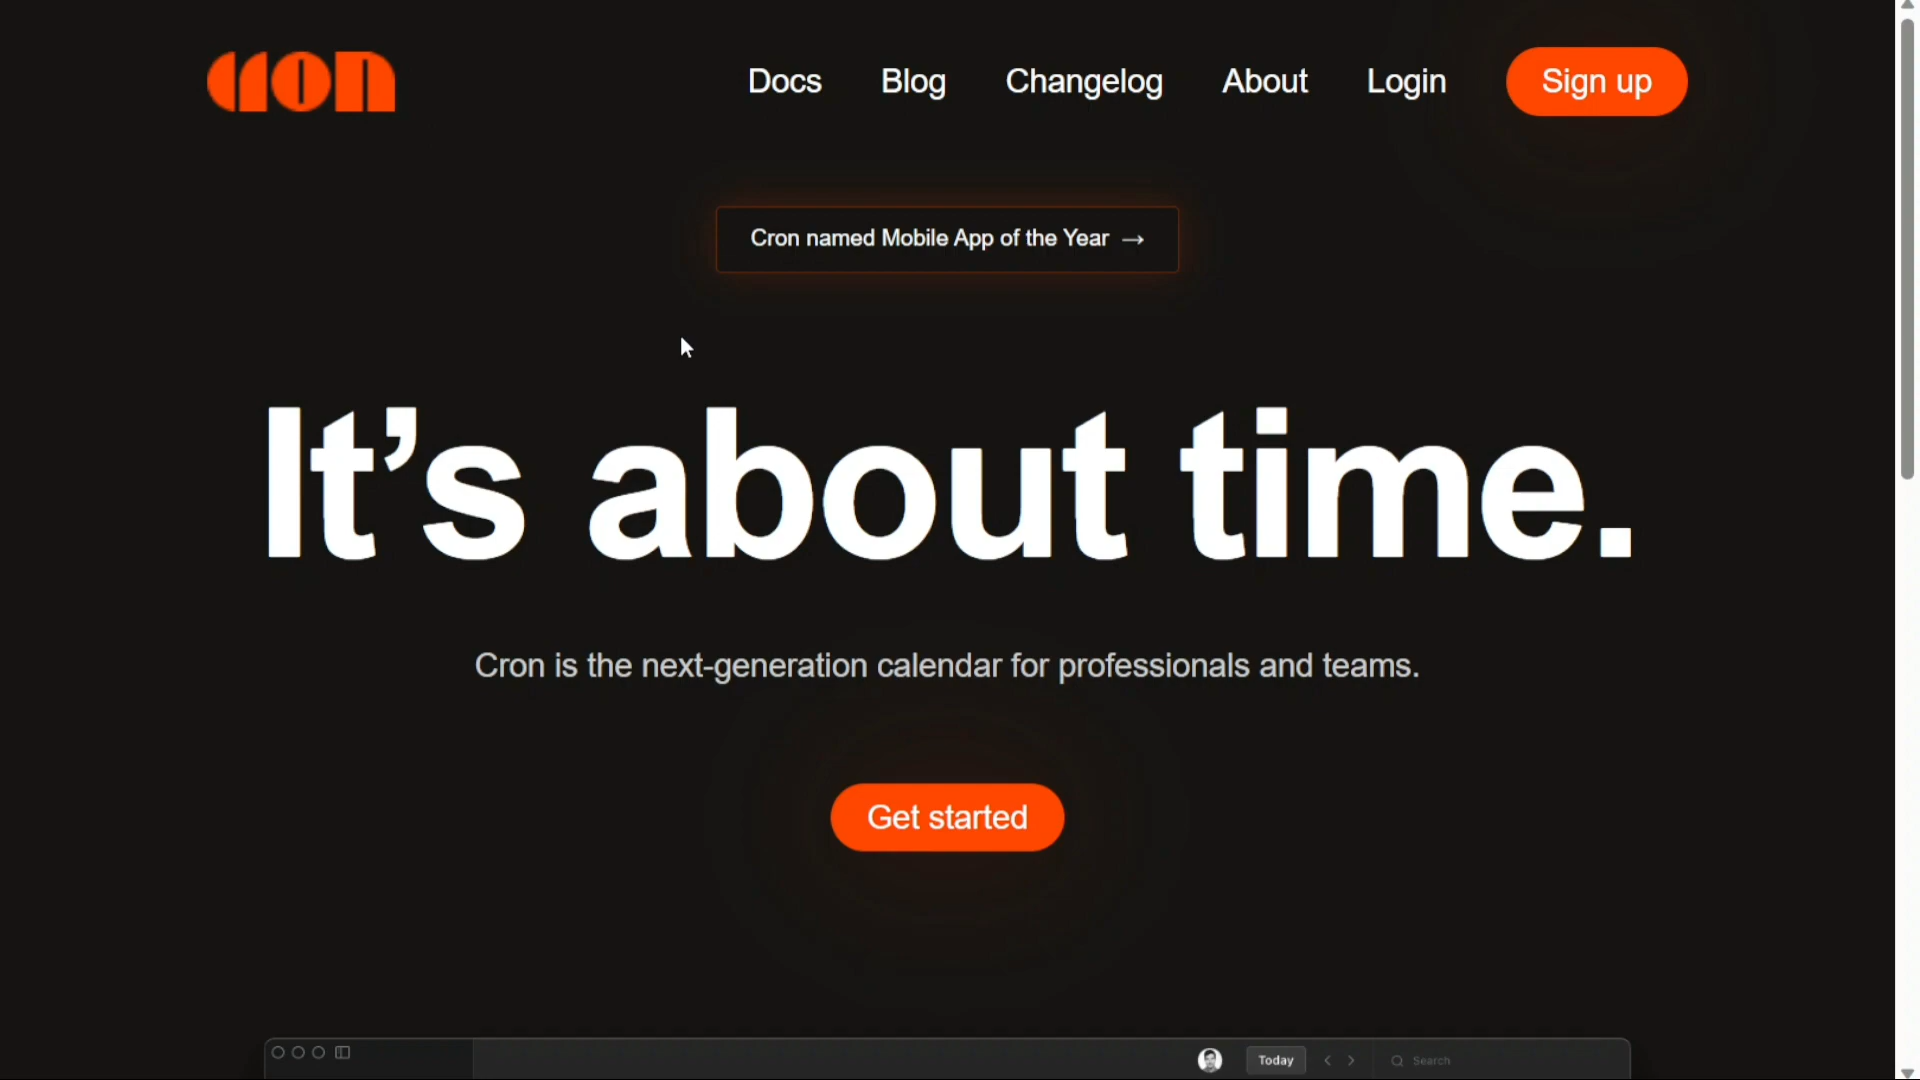 cron
Docs Blog Changelog About Login Sign up
Cron named Mobile App of the Year →
It’s about time.
Cron is the next-generation calendar for professionals and teams.
Get started
Today Search